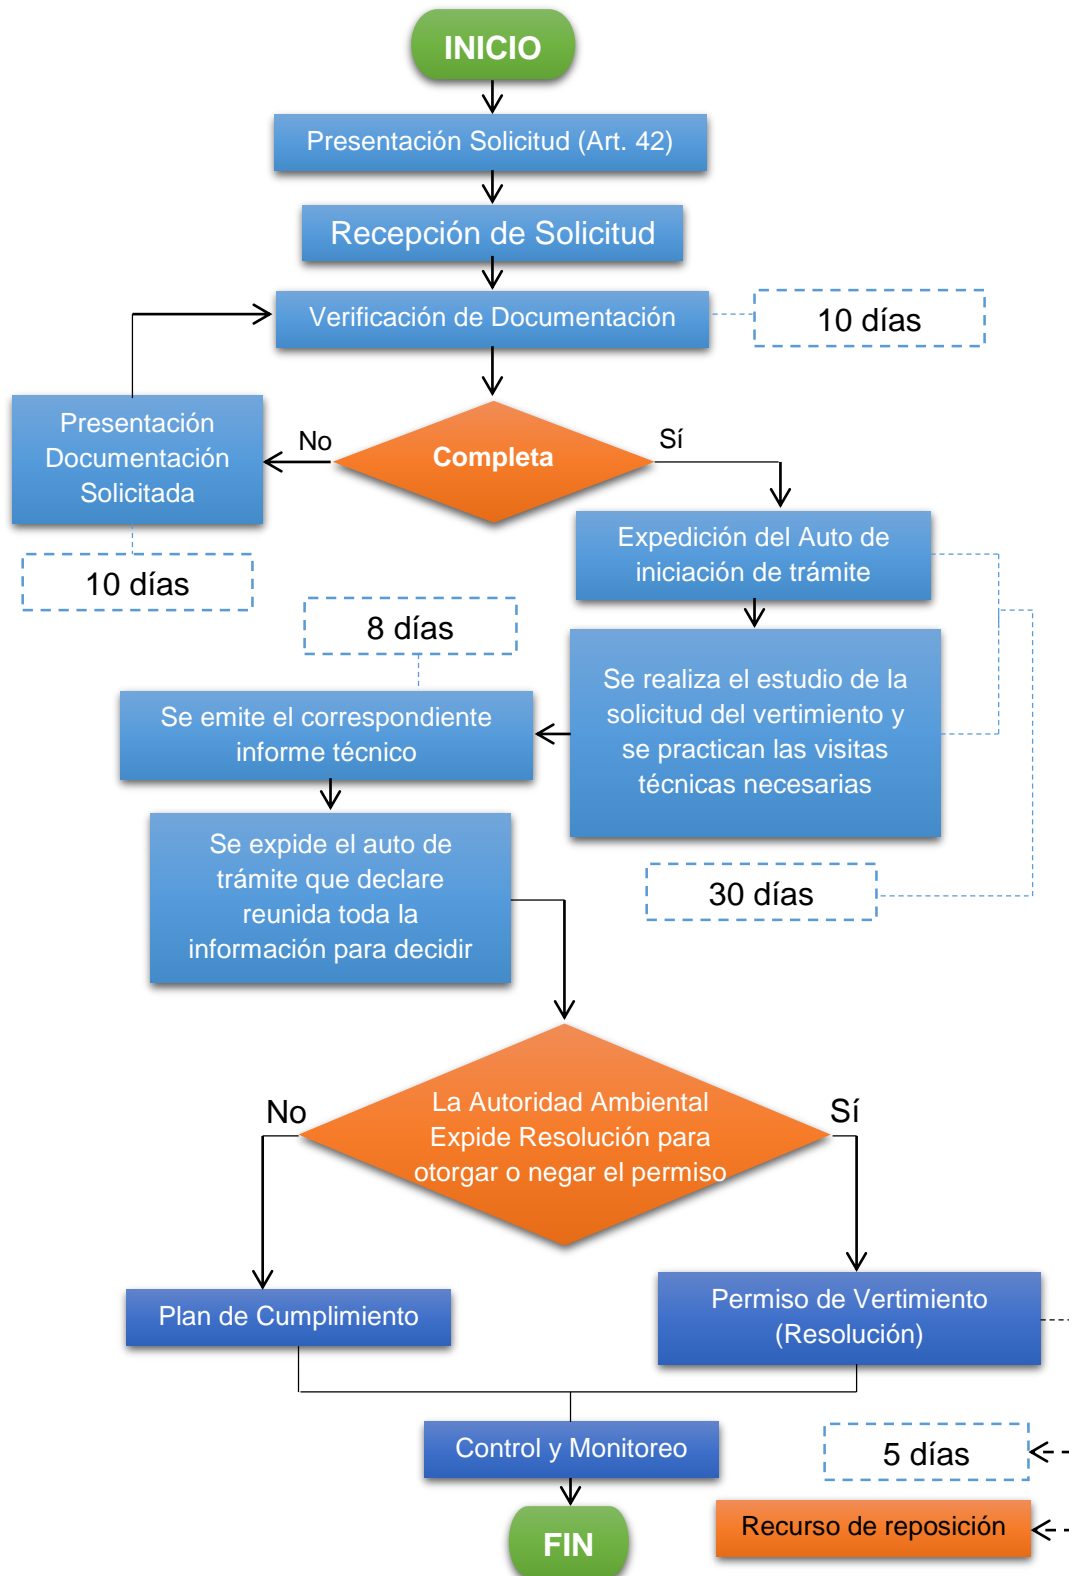 INICIO
Presentación Solicitud (Art. 42)
Recepción de Solicitud
Verificación de Documentación
10 días
Presentación
Documentación
Solicitada
No
Completa
Sí
10 días
Expedición del Auto de
iniciación de trámite
8 días
Se realiza el estudio de la
solicitud del vertimiento y
se practican las visitas
técnicas necesarias
Se emite el correspondiente
informe técnico
Se expide el auto de
trámite que declare
reunida toda la
información para decidir
30 días
No
La Autoridad Ambiental
Expide Resolución para
otorgar o negar el permiso
Sí
Plan de Cumplimiento
Permiso de Vertimiento
(Resolución)
Control y Monitoreo
5 días
Recurso de reposición
FIN